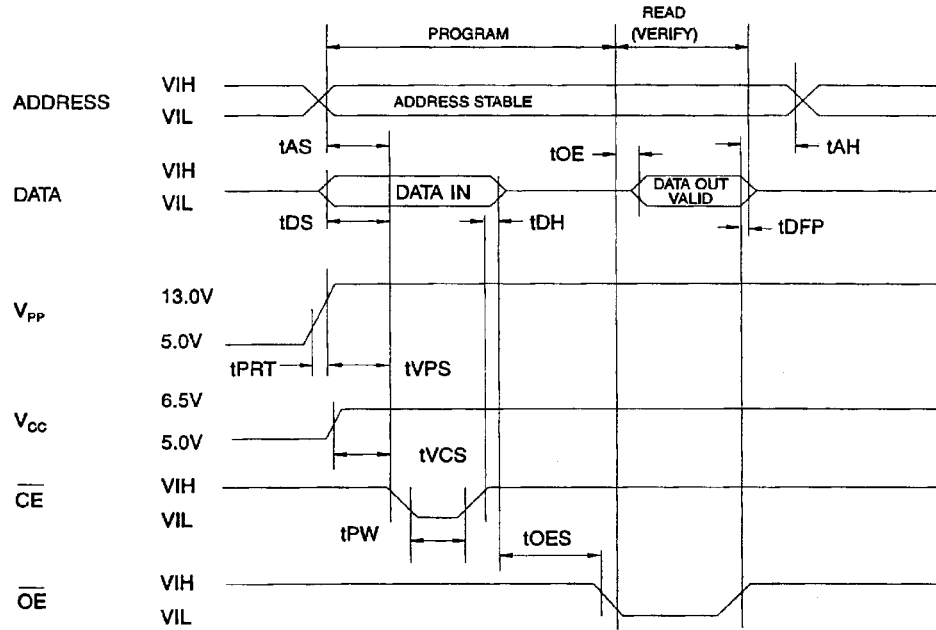 READ
PROGRAM (VERIFY)
VIH
ADDRESS ADDRESS STABLE
VIL
tAS tOE tAH
VIH
DATA DATA IN DATA OUT VALID
VIL
tDS tDH tDFP
13.0V
VPP
5.0V
tPRT tVPS
6.5V
VCC
5.0V
tVCS
CE VIH
VIL
tPW tOES
VIH
OE
VIL